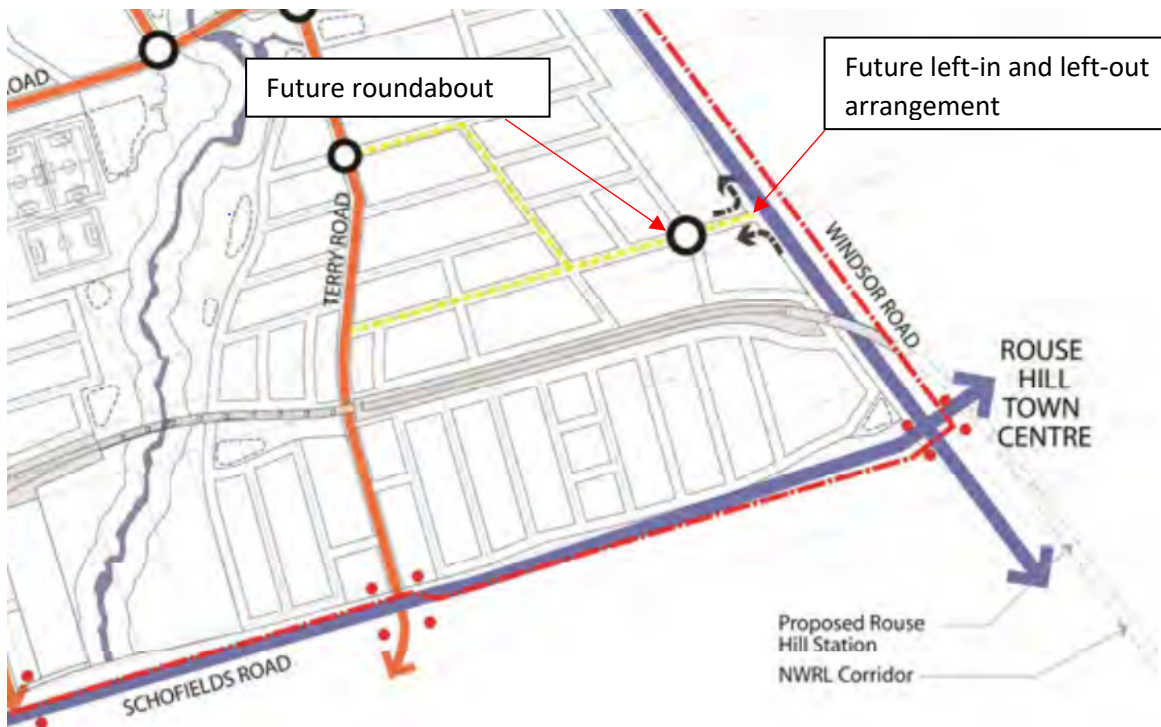 OAD
Future roundabout
Future left-in and left-out
arrangement
TERRY ROAD
WINDSOR ROAD
ROUSE
HILL
TOWN
CENTRE
Proposed Rouse
Hill Station
NWRL Corridor
SCHOFIELDS ROAD